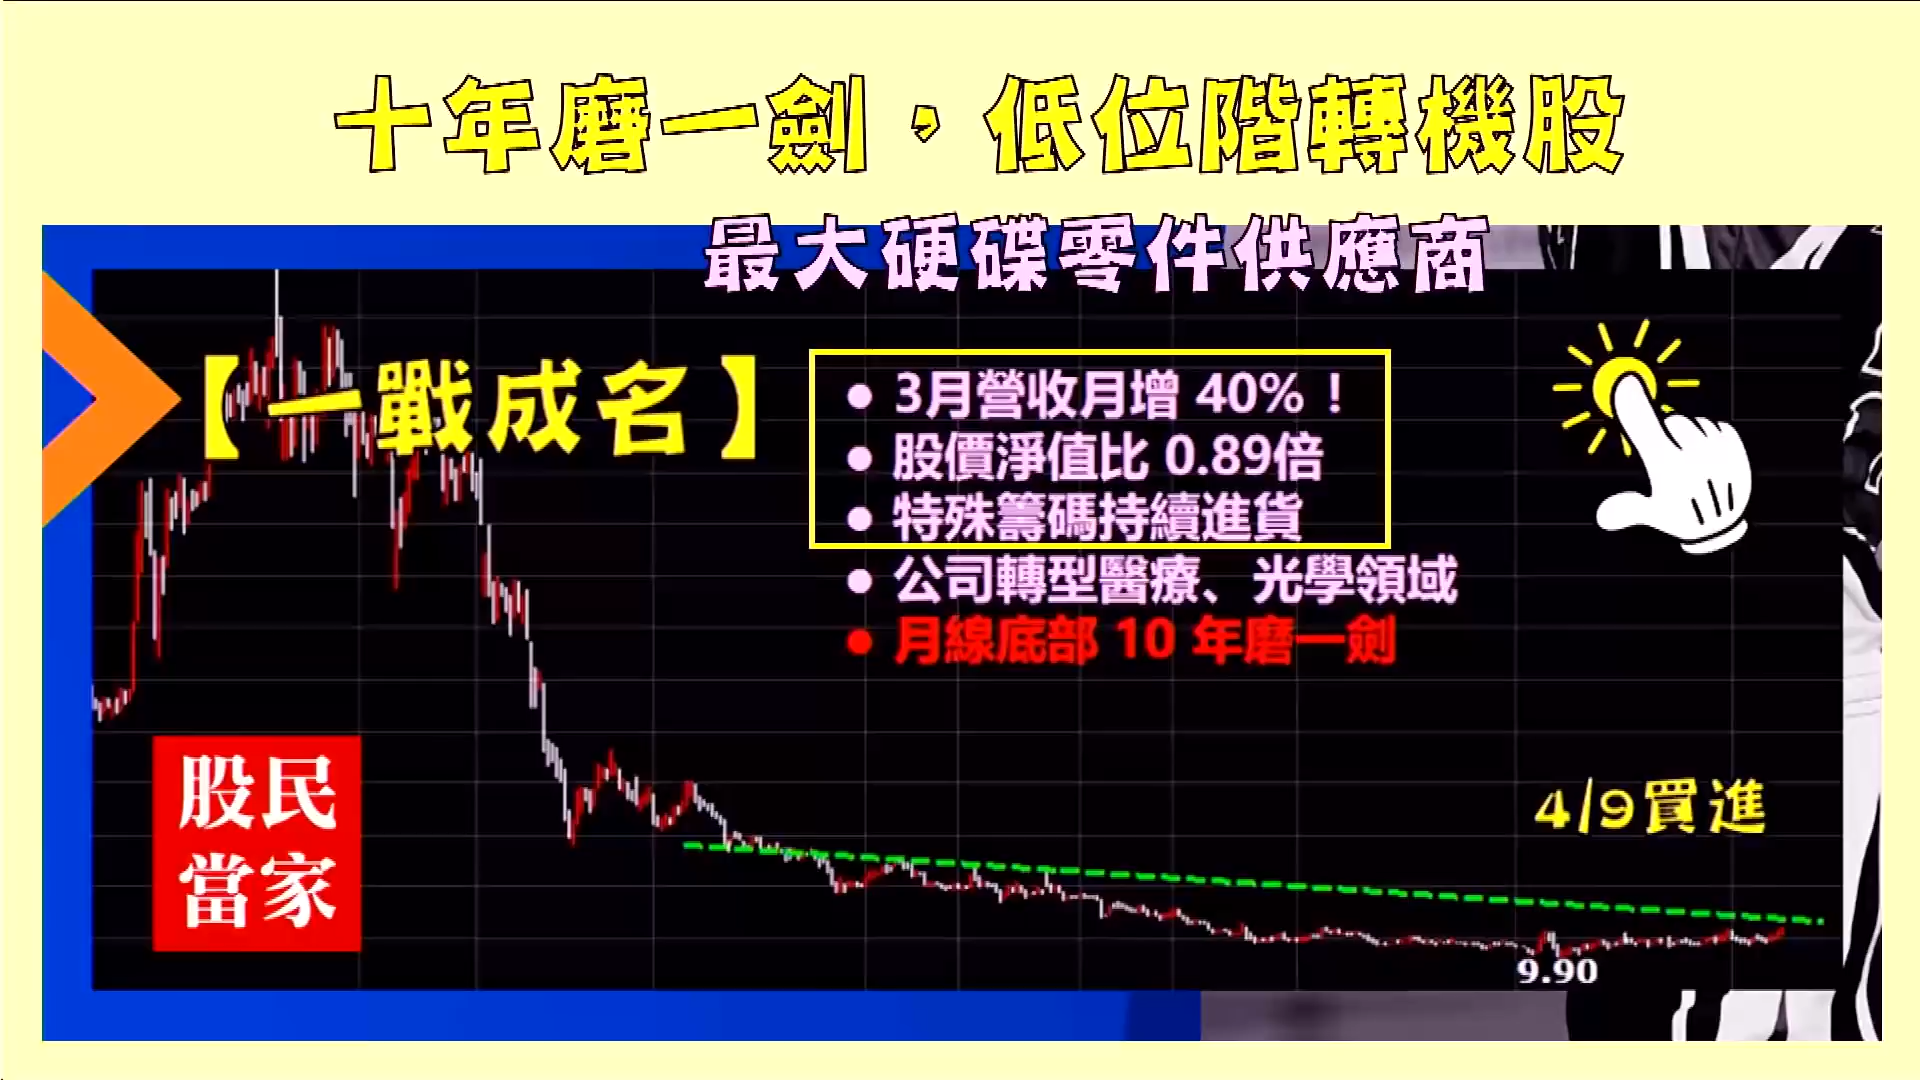 十年磨一劍，低位階轉機股
最大硬碟零件供應商
【一戰成名】
● 3月營收月增 40%！
● 股價淨值比 0.89倍
● 特殊籌碼持續進貨
● 公司轉型醫療、光學領域
● 月線底部 10 年磨一劍
股民
當家
4/9買進
9.90